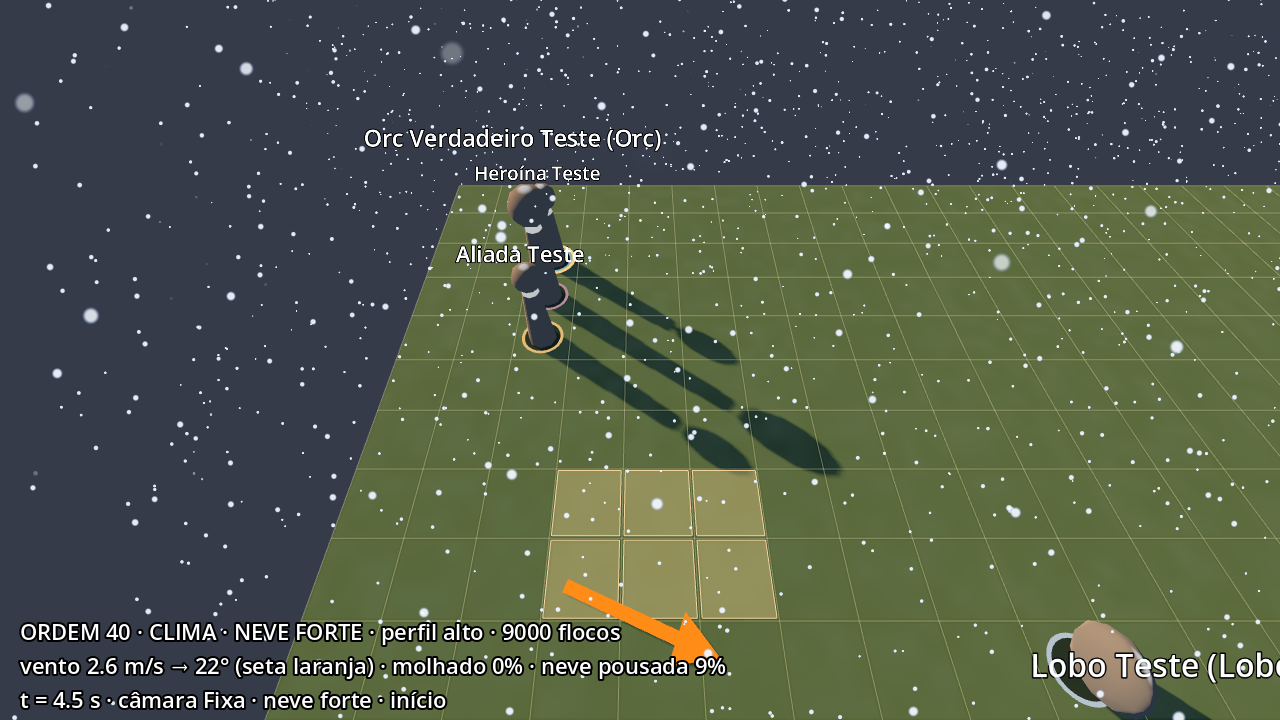 Orc Verdadeiro Teste (Orc)
Heroína Teste
Aliada Teste
ORDEM 40 · CLIMA · NEVE FORTE · perfil alto · 9000 flocos
vento 2.6 m/s → 22° (seta laranja) · molhado 0% · neve pousada 9%
t = 4.5 s · câmara Fixa · neve forte · início
Lobo Teste (Lobo